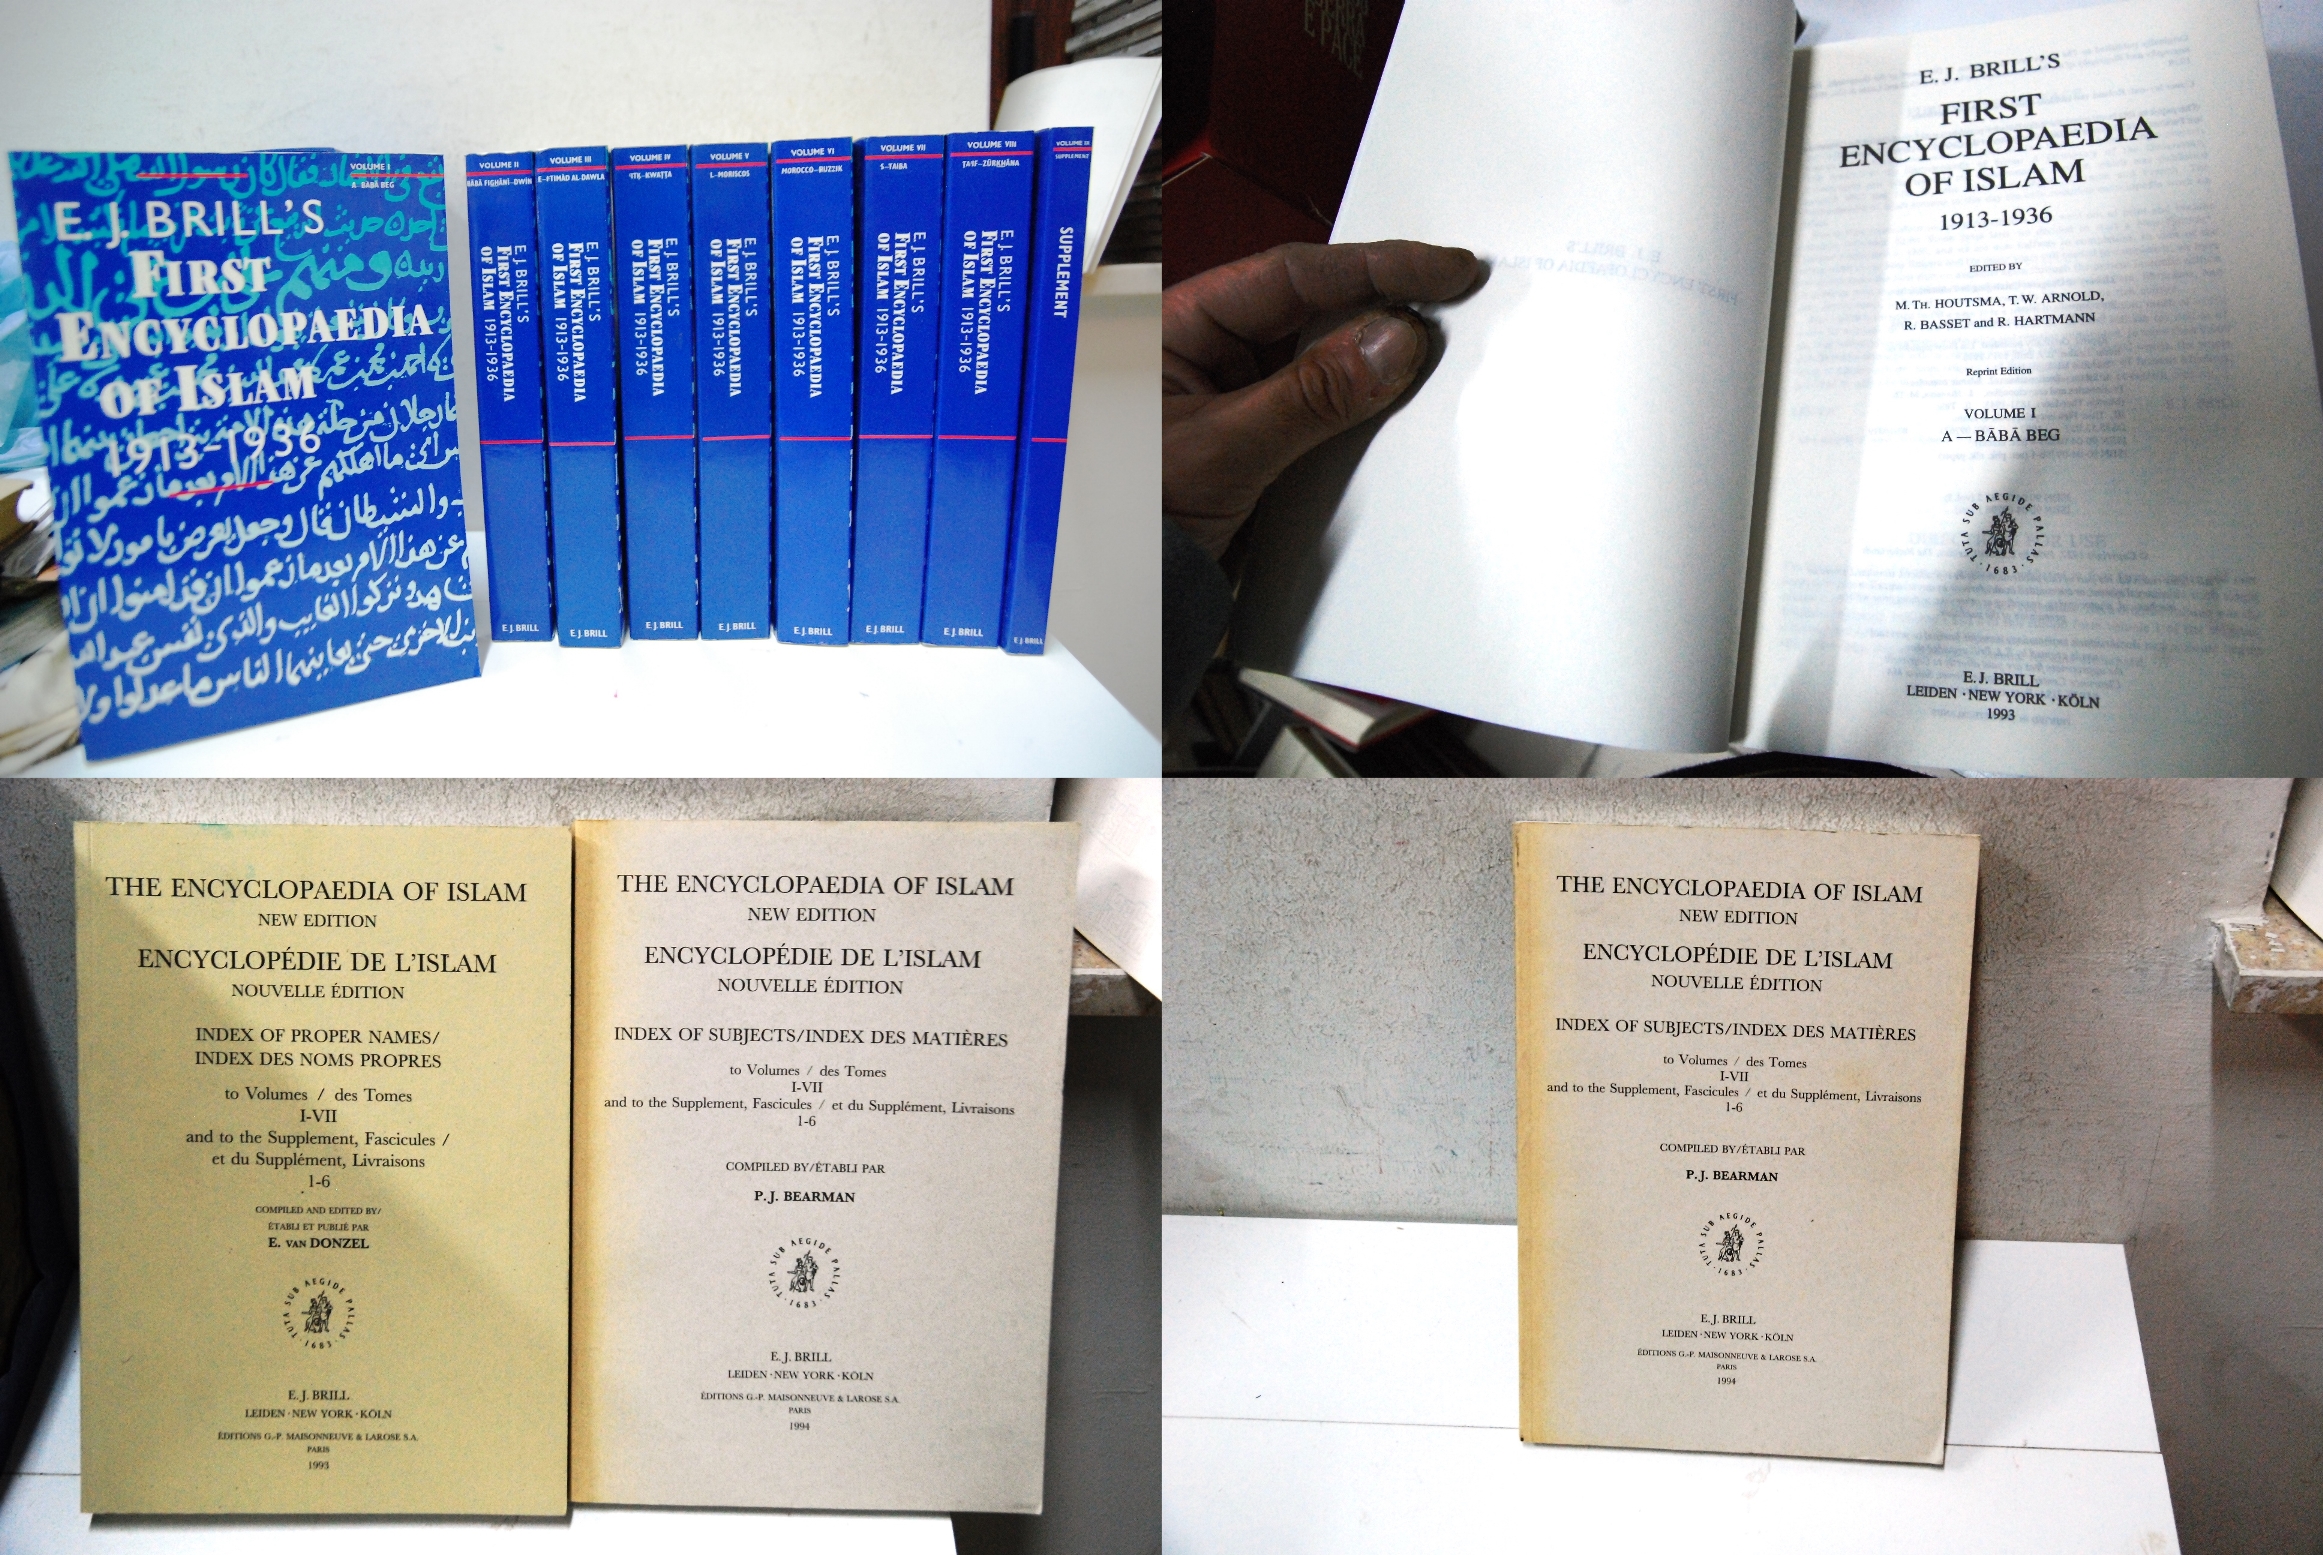 VOLUME I
A - BĀBĀ BEG
E. J. BRILL'S
FIRST
ENCYCLOPAEDIA
OF ISLAM
1913-1936
VOLUME II
BĀBĀ FIGHĀNĪ-DWĪN
E.J. BRILL'S
FIRST ENCYCLOPAEDIA
OF ISLAM 1913-1936
E.J. BRILL
VOLUME III
E-IʿTIMĀD AL-DAWLA
E.J. BRILL'S
FIRST ENCYCLOPAEDIA
OF ISLAM 1913-1936
E.J. BRILL
VOLUME IV
ʿITḲ-KWAṬṬA
E.J. BRILL'S
FIRST ENCYCLOPAEDIA
OF ISLAM 1913-1936
E.J. BRILL
VOLUME V
L-MORISCOS
E.J. BRILL'S
FIRST ENCYCLOPAEDIA
OF ISLAM 1913-1936
E.J. BRILL
VOLUME VI
MOROCCO-RUZZIK
E.J. BRILL'S
FIRST ENCYCLOPAEDIA
OF ISLAM 1913-1936
E.J. BRILL
VOLUME VII
S-TAIBA
E.J. BRILL'S
FIRST ENCYCLOPAEDIA
OF ISLAM 1913-1936
E.J. BRILL
VOLUME VIII
ṬAʾIF-ZŪRKHĀNA
E.J. BRILL'S
FIRST ENCYCLOPAEDIA
OF ISLAM 1913-1936
E.J. BRILL
VOLUME IX
SUPPLEMENT
SUPPLEMENT
E.J. BRILL
E PACE
E. J. BRILL'S
FIRST
ENCYCLOPAEDIA
OF ISLAM
1913-1936
EDITED BY
M. TH. HOUTSMA, T. W. ARNOLD,
R. BASSET and R. HARTMANN
Reprint Edition
VOLUME I
A — BĀBĀ BEG
TUTA SUB AEGIDE PALLAS
· 1683 ·
E. J. BRILL
LEIDEN · NEW YORK · KÖLN
1993
THE ENCYCLOPAEDIA OF ISLAM
NEW EDITION
ENCYCLOPÉDIE DE L'ISLAM
NOUVELLE ÉDITION
INDEX OF PROPER NAMES/
INDEX DES NOMS PROPRES
to Volumes / des Tomes
I-VII
and to the Supplement, Fascicules /
et du Supplément, Livraisons
1-6
COMPILED AND EDITED BY/
ÉTABLI ET PUBLIÉ PAR
E. VAN DONZEL
TUTA SUB AEGIDE PALLAS
· 1683 ·
E. J. BRILL
LEIDEN · NEW YORK · KÖLN
ÉDITIONS G.-P. MAISONNEUVE & LAROSE S.A.
PARIS
1993
THE ENCYCLOPAEDIA OF ISLAM
NEW EDITION
ENCYCLOPÉDIE DE L'ISLAM
NOUVELLE ÉDITION
INDEX OF SUBJECTS/INDEX DES MATIÈRES
to Volumes / des Tomes
I-VII
and to the Supplement, Fascicules / et du Supplément, Livraisons
1-6
COMPILED BY/ÉTABLI PAR
P. J. BEARMAN
TUTA SUB AEGIDE PALLAS
· 1683 ·
E. J. BRILL
LEIDEN · NEW YORK · KÖLN
ÉDITIONS G.-P. MAISONNEUVE & LAROSE S.A.
PARIS
1994
THE ENCYCLOPAEDIA OF ISLAM
NEW EDITION
ENCYCLOPÉDIE DE L'ISLAM
NOUVELLE ÉDITION
INDEX OF SUBJECTS/INDEX DES MATIÈRES
to Volumes / des Tomes
I-VII
and to the Supplement, Fascicules / et du Supplément, Livraisons
1-6
COMPILED BY/ÉTABLI PAR
P. J. BEARMAN
TUTA SUB AEGIDE PALLAS
· 1683 ·
E. J. BRILL
LEIDEN · NEW YORK · KÖLN
ÉDITIONS G.-P. MAISONNEUVE & LAROSE S.A.
PARIS
1994